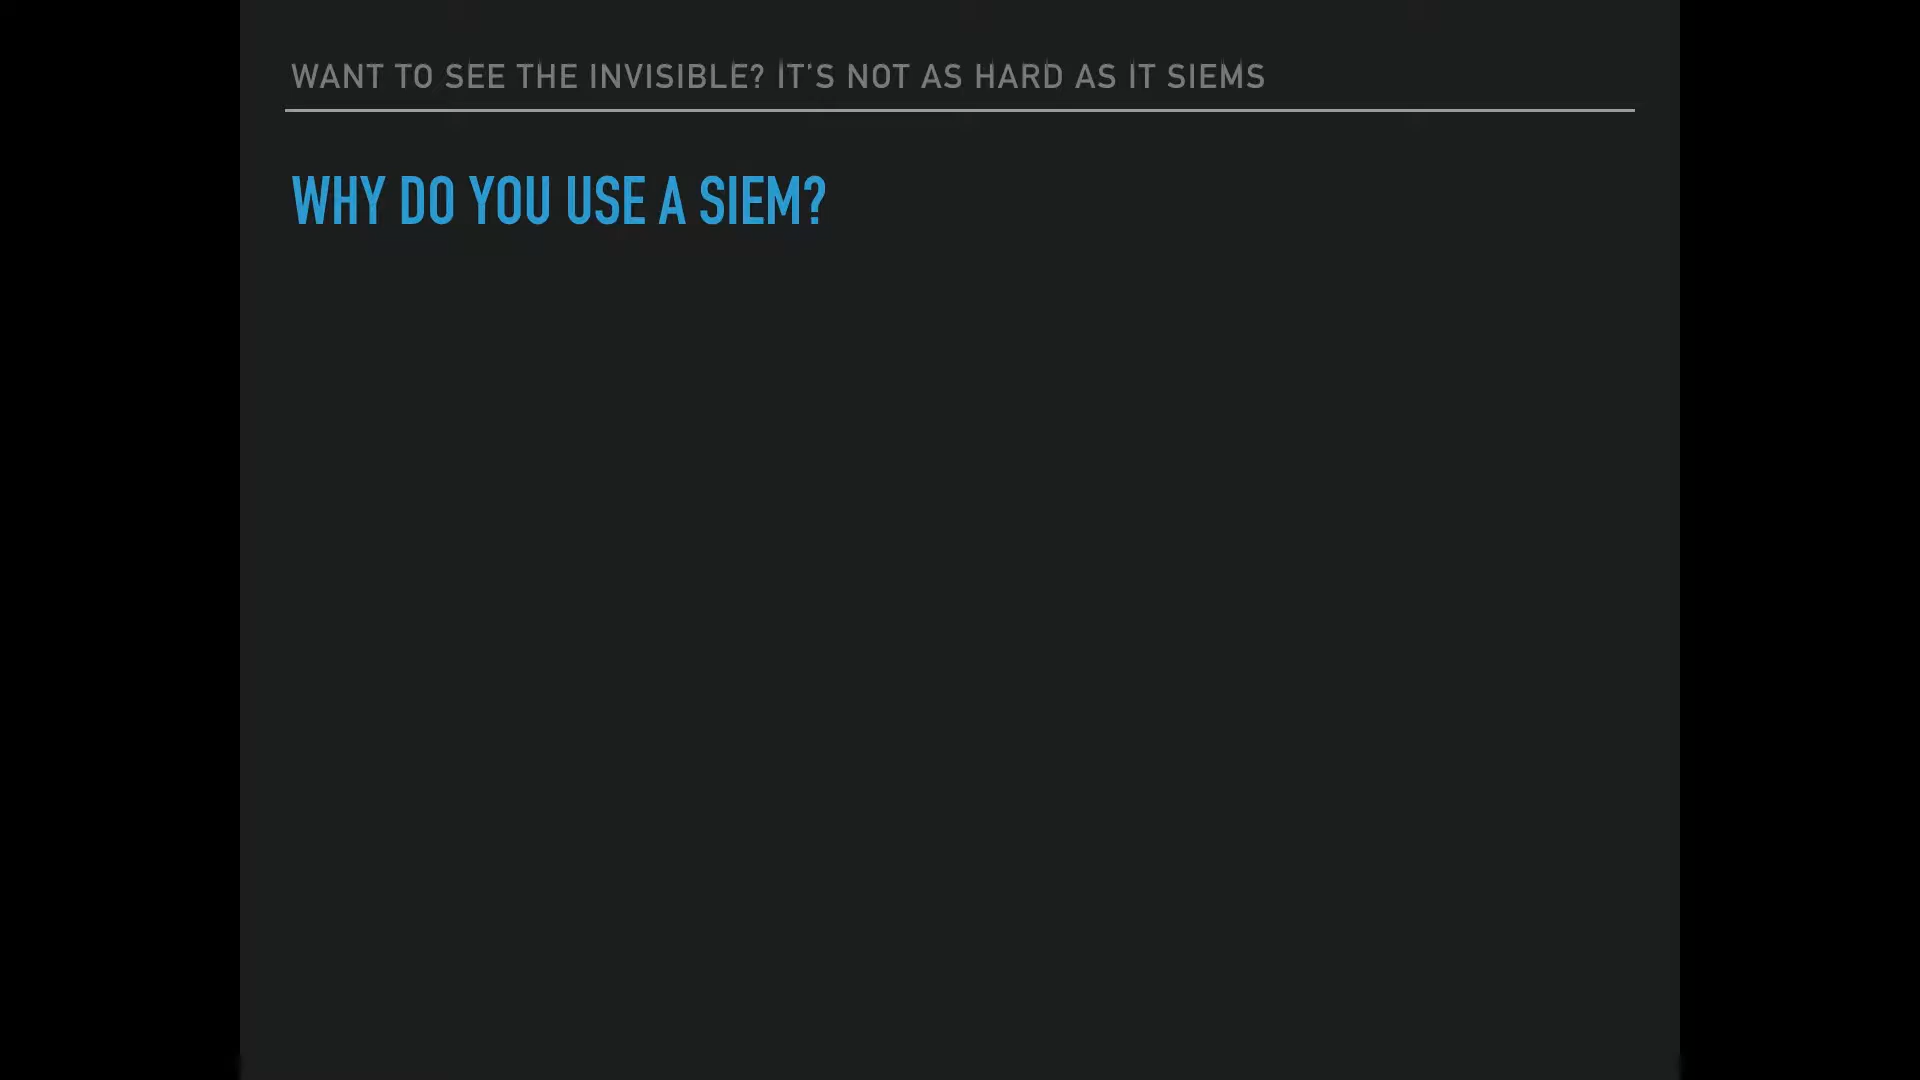 WANT TO SEE THE INVISIBLE? IT’S NOT AS HARD AS IT SIEMS
WHY DO YOU USE A SIEM?